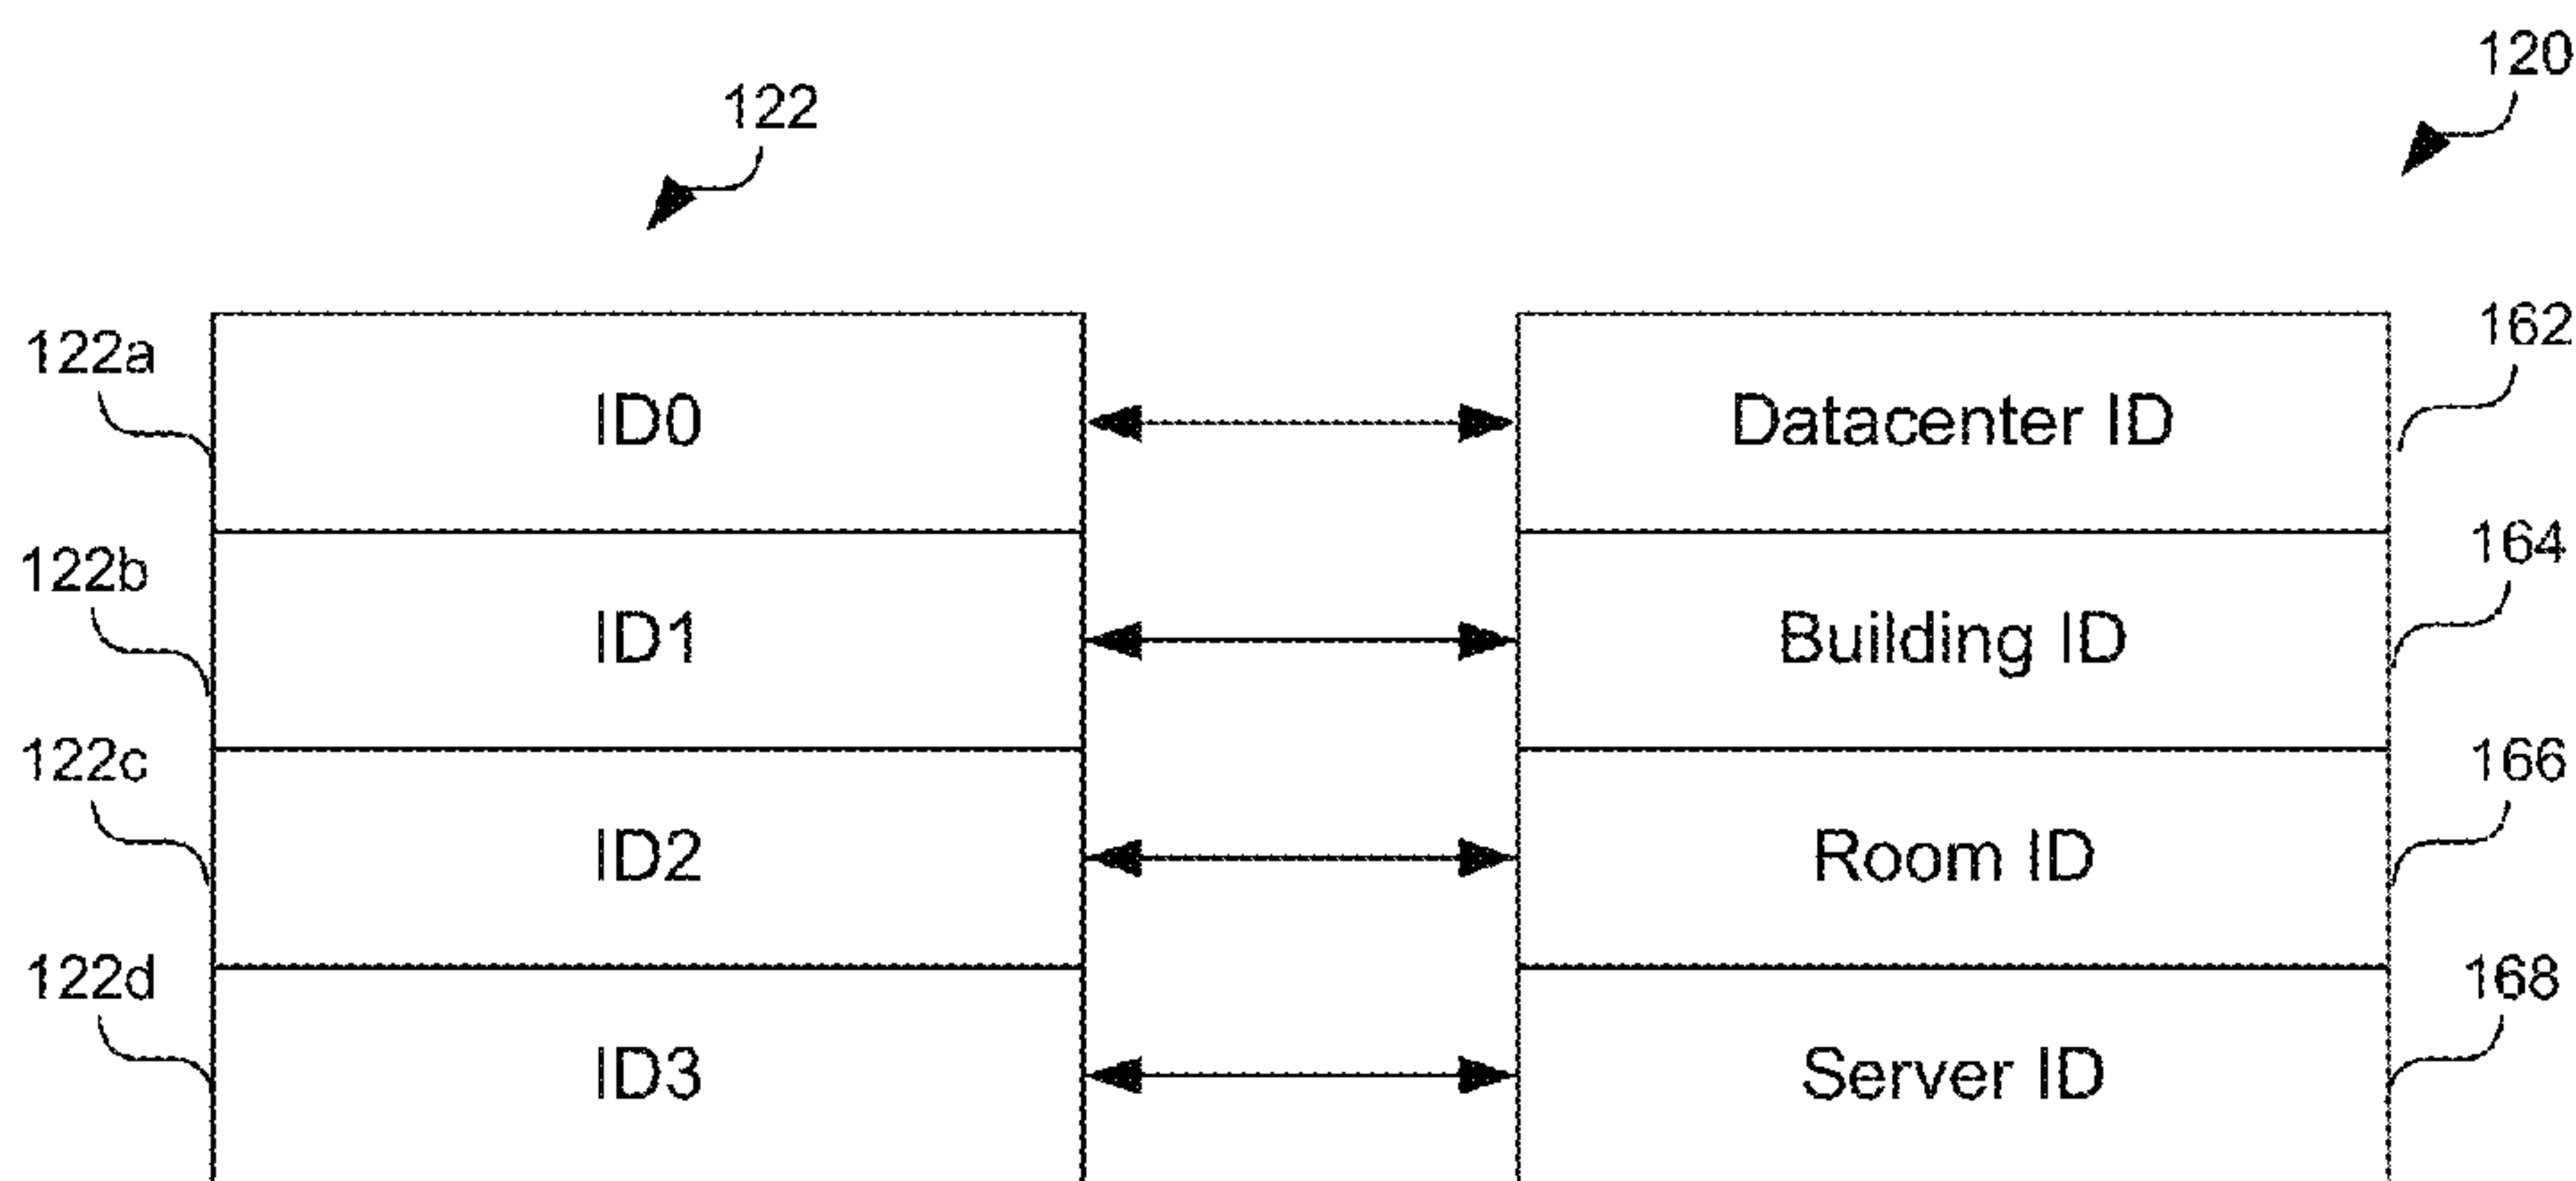 120
122
122a
ID0
Datacenter ID
162
122b
ID1
Building ID
164
122c
ID2
Room ID
166
122d
ID3
Server ID
168